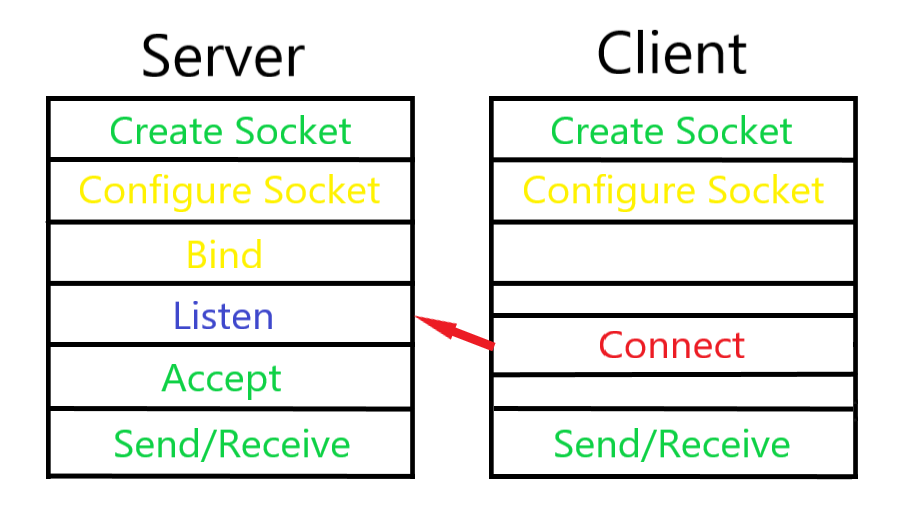 Server
Create Socket
Configure Socket
Bind
Listen
Accept
Send/Receive
Client
Create Socket
Configure Socket
Connect
Send/Receive